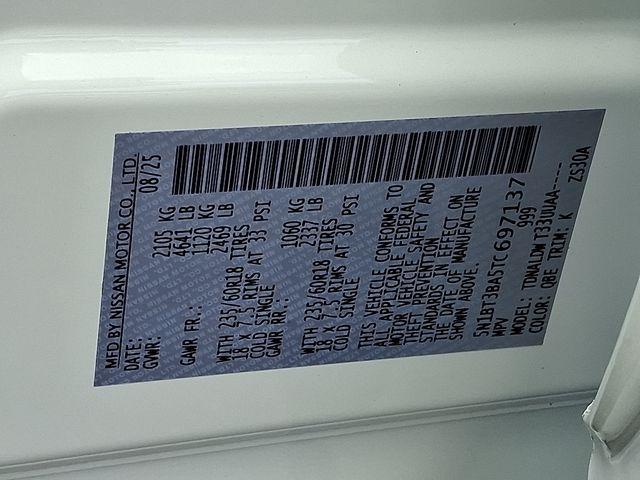 MFD BY NISSAN MOTOR CO., LTD.
DATE: 08/25
GVWR: 2105 KG
4641 LB
GAWR FR.: 1120 KG
2469 LB
WITH 235/60R18 TIRES
18 X 7.5 RIMS AT 33 PSI
COLD SINGLE
GAWR RR.: 1060 KG
2337 LB
WITH 235/60R18 TIRES
18 X 7.5 RIMS AT 30 PSI
COLD SINGLE
THIS VEHICLE CONFORMS TO
ALL APPLICABLE FEDERAL
MOTOR VEHICLE SAFETY AND
THEFT PREVENTION
STANDARDS IN EFFECT ON
THE DATE OF MANUFACTURE
SHOWN ABOVE.
5N1BT3BA5TC697137
MPV 999
MODEL: TDWALDW T33UUAA----
COLOR: QBE TRIM: K ZS30A